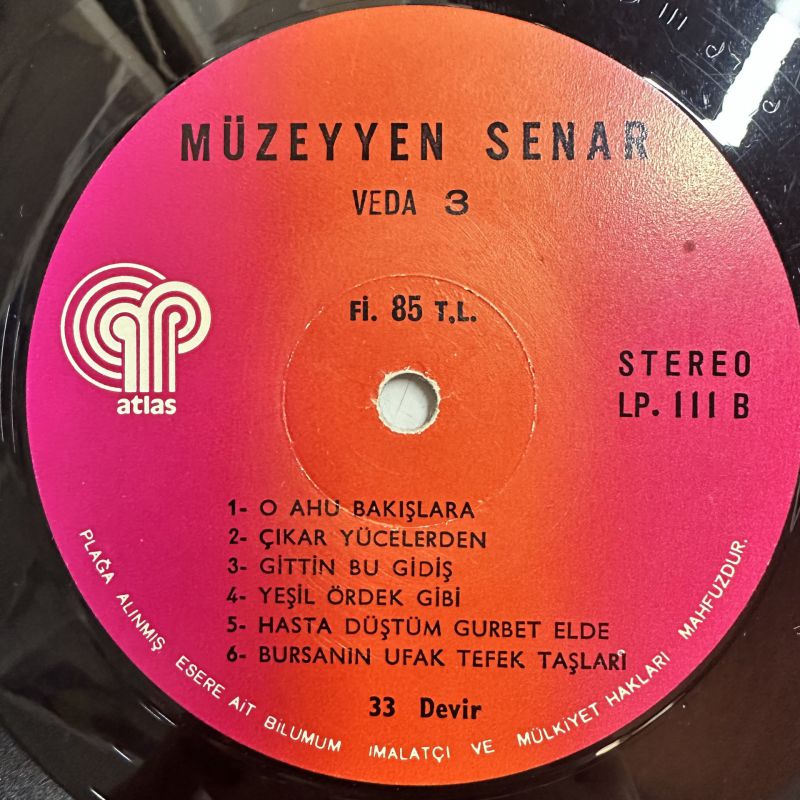 MÜZEYYEN SENAR
VEDA 3
Fİ. 85 T.L.
atlas
STEREO
LP. 111 B
1- O AHU BAKIŞLARA
2- ÇIKAR YÜCELERDEN
3- GİTTİN BU GİDİŞ
4- YEŞİL ÖRDEK GİBİ
5- HASTA DÜŞTÜM GURBET ELDE
6- BURSANIN UFAK TEFEK TAŞLARI
33 Devir
PLAĞA ALINMIŞ ESERE AİT BİLUMUM İMALATÇI VE MÜLKİYET HAKLARI MAHFUZDUR.